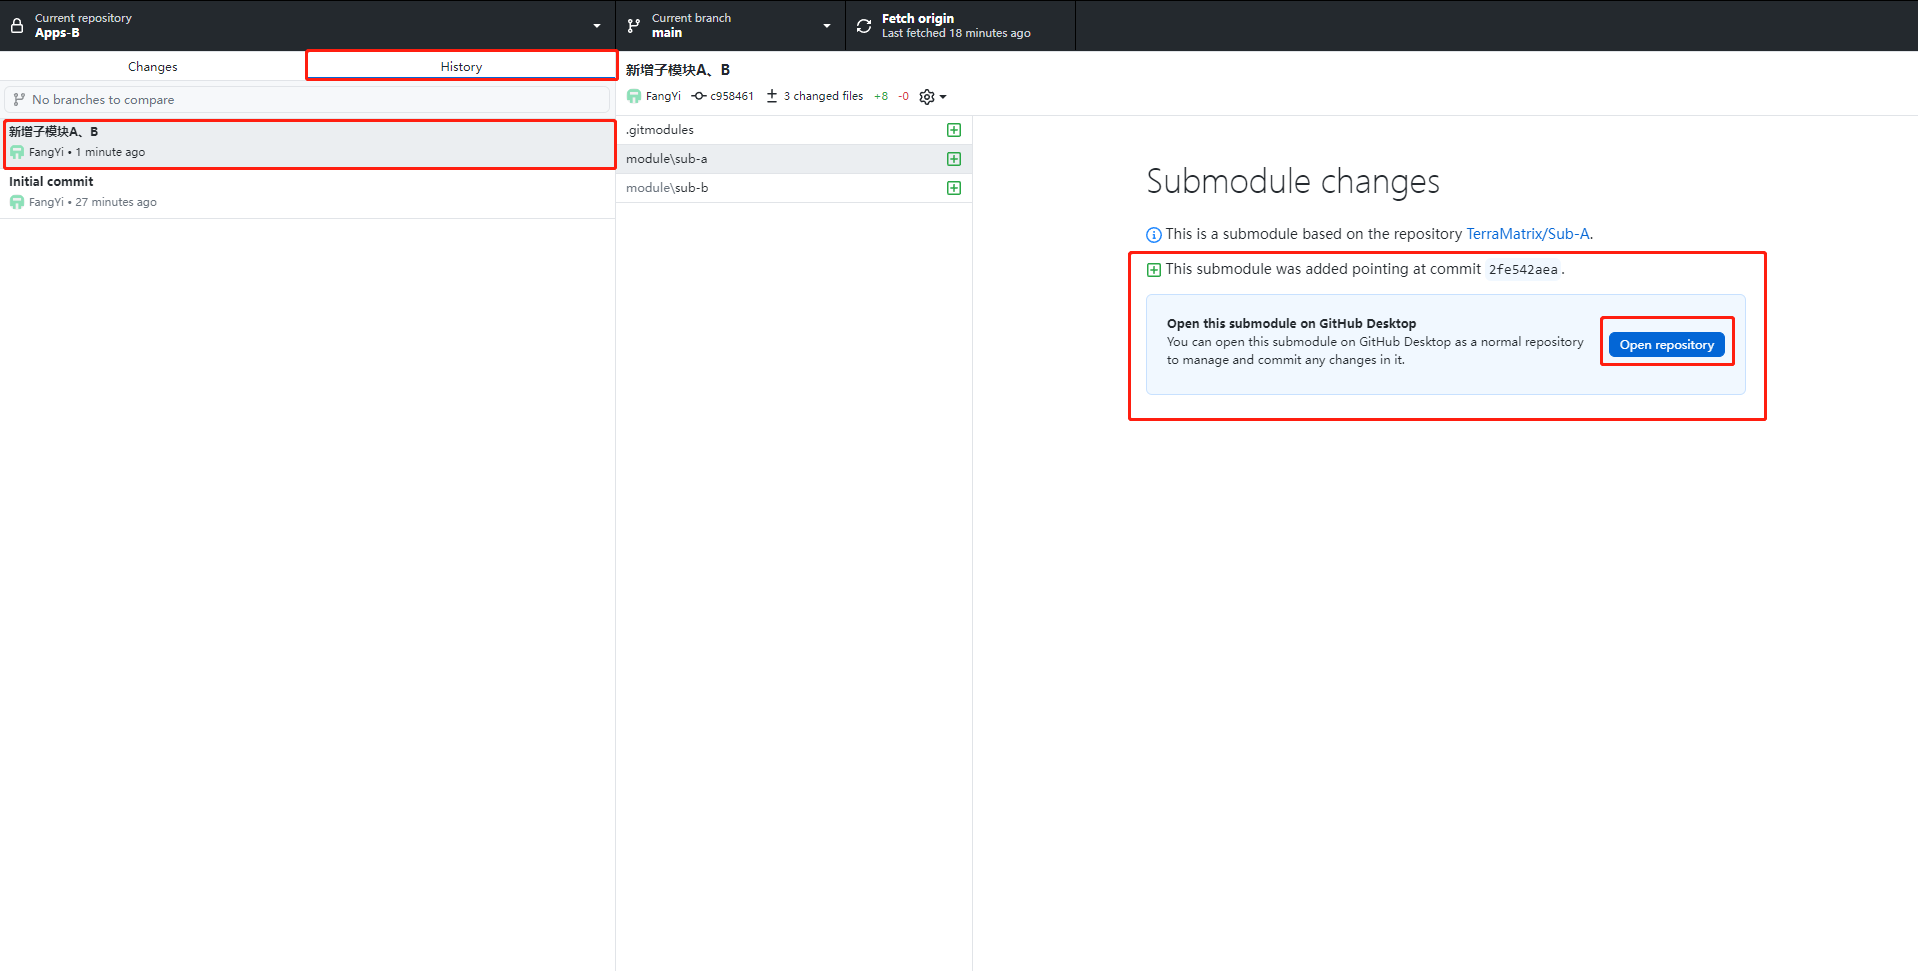 Current repository
Apps-B
Current branch
main
Fetch origin
Last fetched 18 minutes ago
Changes
History
No branches to compare
新增子模块A、B
FangYi • 1 minute ago
Initial commit
FangYi • 27 minutes ago
新增子模块A、B
FangYi c958461 3 changed files +8 -0
.gitmodules
module\sub-a
module\sub-b
Submodule changes
This is a submodule based on the repository TerraMatrix/Sub-A.
This submodule was added pointing at commit 2fe542aea.
Open this submodule on GitHub Desktop
You can open this submodule on GitHub Desktop as a normal repository
to manage and commit any changes in it.
Open repository